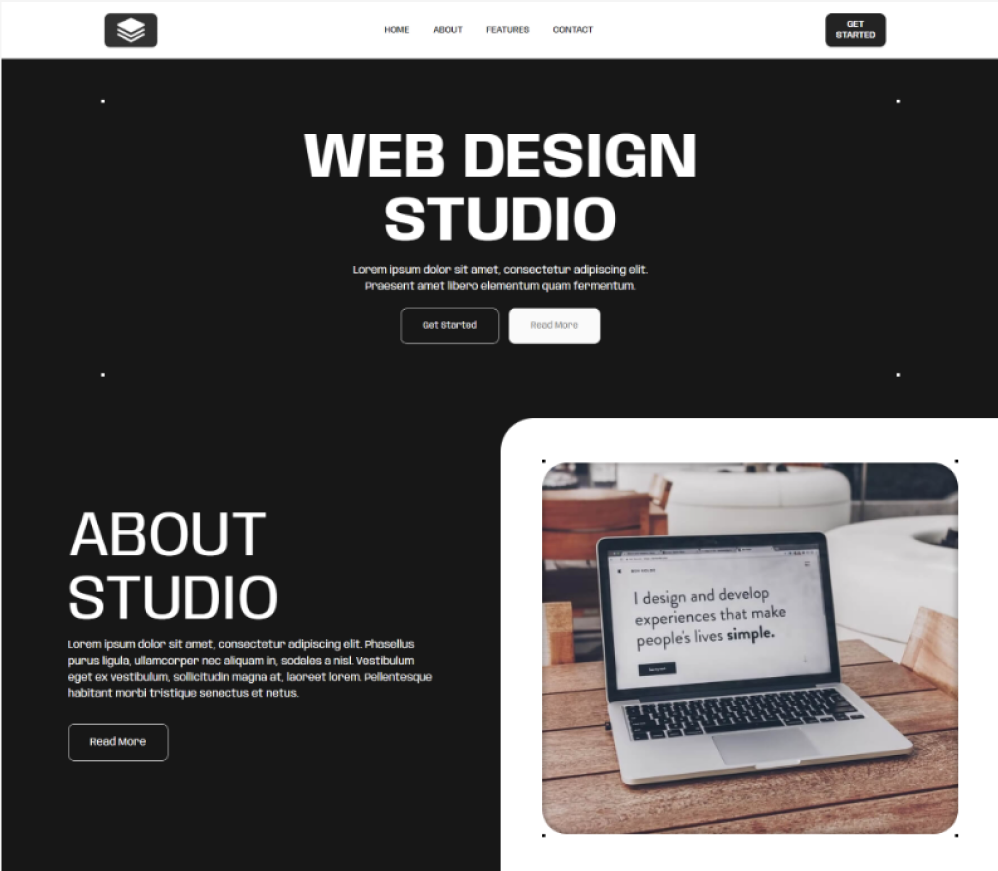 HOME
ABOUT
FEATURES
CONTACT
GET
STARTED
WEB DESIGN
STUDIO
Lorem ipsum dolor sit amet, consectetur adipiscing elit.
Praesent amet libero elementum quam fermentum.
Get Started
Read More
ABOUT
STUDIO
Lorem ipsum dolor sit amet, consectetur adipiscing elit. Phasellus
purus ligula, ullamcorper nec aliquam in, sodales a nisl. Vestibulum
eget ex vestibulum, sollicitudin magna at, laoreet lorem. Pellentesque
habitant morbi tristique senectus et netus.
Read More
I design and develop
experiences that make
people's lives simple.